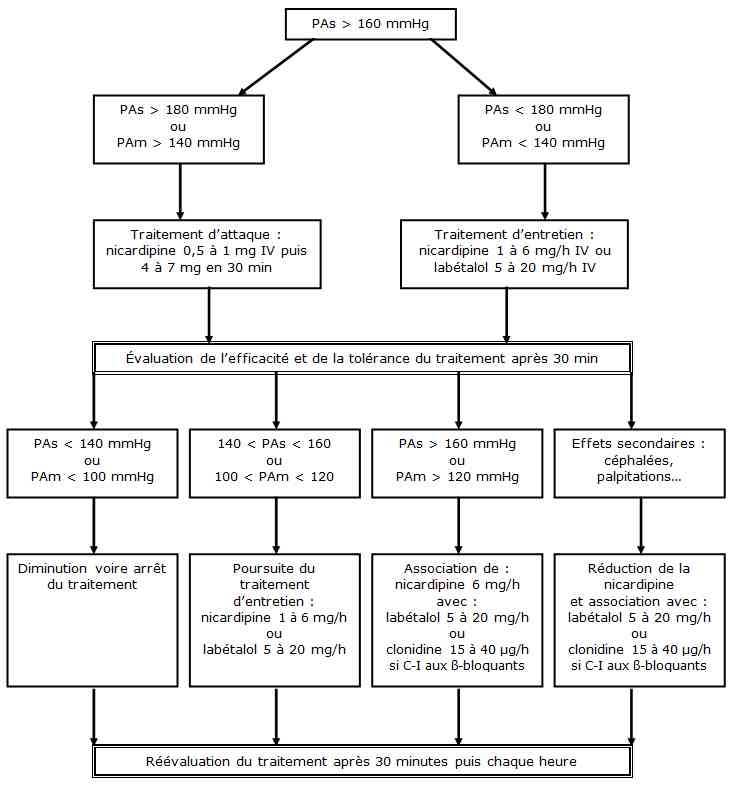 PAs > 160 mmHg
PAs > 180 mmHg
ou
PAm > 140 mmHg
PAs < 180 mmHg
ou
PAm < 140 mmHg
Traitement d’attaque :
nicardipine 0,5 à 1 mg IV puis
4 à 7 mg en 30 min
Traitement d’entretien :
nicardipine 1 à 6 mg/h IV ou
labétalol 5 à 20 mg/h IV
Évaluation de l’efficacité et de la tolérance du traitement après 30 min
PAs < 140 mmHg
ou
PAm < 100 mmHg
140 < PAs < 160
ou
100 < PAm < 120
PAs > 160 mmHg
ou
PAm > 120 mmHg
Effets secondaires :
céphalées,
palpitations…
Diminution voire arrêt
du traitement
Poursuite du
traitement
d’entretien :
nicardipine 1 à 6 mg/h
ou
labétalol 5 à 20 mg/h
Association de :
nicardipine 6 mg/h
avec :
labétalol 5 à 20 mg/h
ou
clonidine 15 à 40 µg/h
si C-I aux ß-bloquants
Réduction de la
nicardipine
et association avec :
labétalol 5 à 20 mg/h
ou
clonidine 15 à 40 µg/h
si C-I aux ß-bloquants
Réévaluation du traitement après 30 minutes puis chaque heure